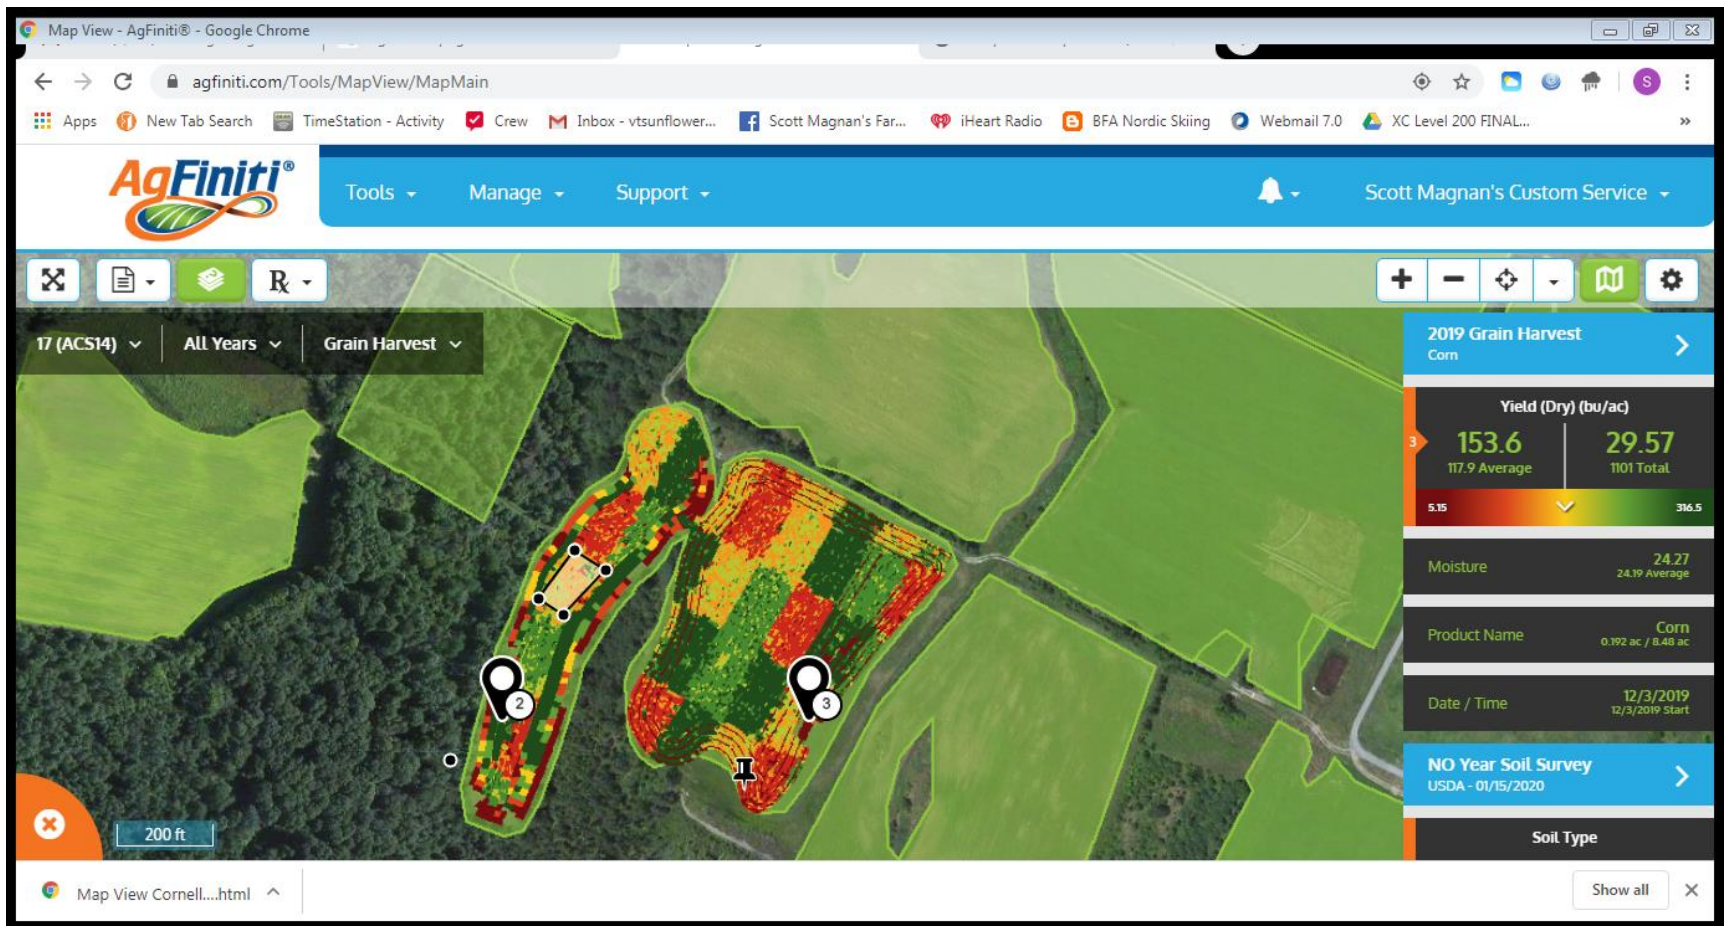 Map View - AgFiniti® - Google Chrome
agfiniti.com/Tools/MapView/MapMain
S
Apps New Tab Search TimeStation - Activity Crew Inbox - vtsunflower... Scott Magnan's Far... iHeart Radio BFA Nordic Skiing Webmail 7.0 XC Level 200 FINAL... »
AgFiniti®
Tools Manage Support Scott Magnan's Custom Service
Rx
17 (ACS14) All Years Grain Harvest
2019 Grain Harvest
Corn
Yield (Dry) (bu/ac)
3
153.6 29.57
117.9 Average 1101 Total
5.15 316.5
Moisture 24.27
24.19 Average
Product Name Corn
0.192 ac / 8.48 ac
Date / Time 12/3/2019
12/3/2019 Start
2 3
NO Year Soil Survey
USDA - 01/15/2020
200 ft
Soil Type
Map View Cornell....html Show all